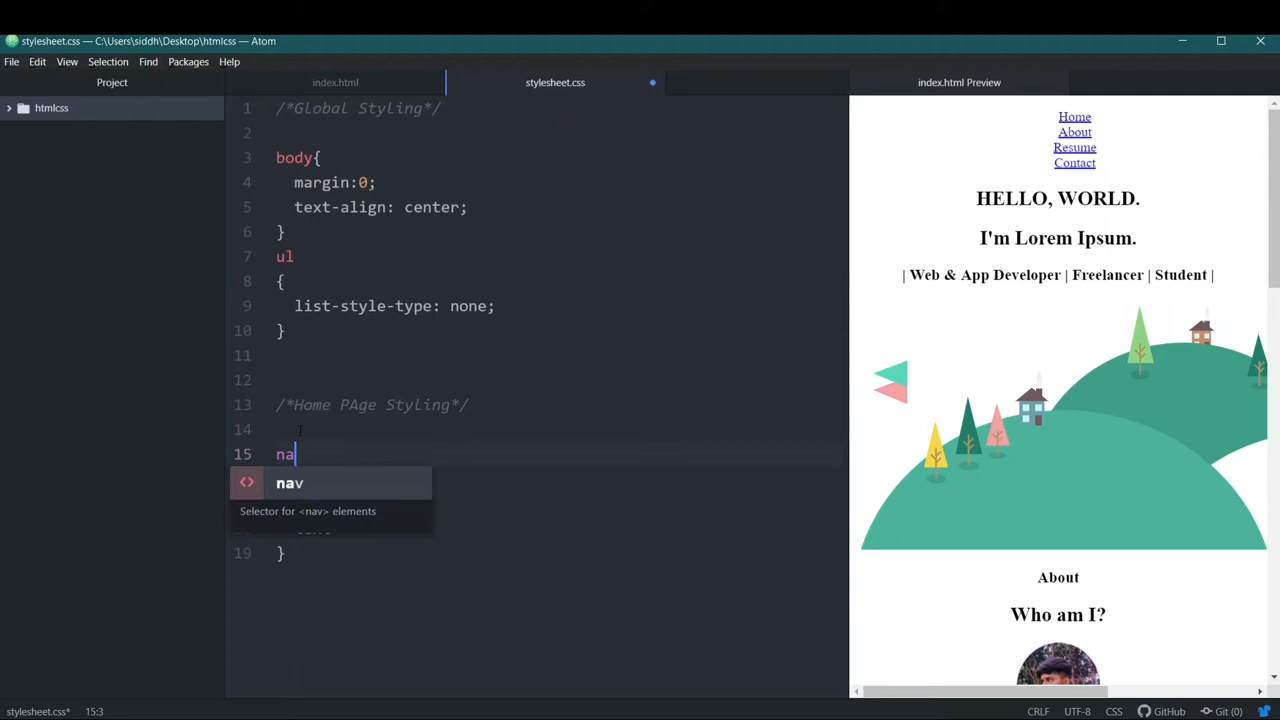 stylesheet.css — C:\Users\siddh\Desktop\htmlcss — Atom
File Edit View Selection Find Packages Help
Project
htmlcss
index.html
stylesheet.css
1 /*Global Styling*/
2
3 body{
4 margin:0;
5 text-align: center;
6 }
7 ul
8 {
9 list-style-type: none;
10 }
11
12
13 /*Home PAge Styling*/
14
15 na
nav
Selector for <nav> elements
19 }
index.html Preview
Home
About
Resume
Contact
HELLO, WORLD.
I'm Lorem Ipsum.
| Web & App Developer | Freelancer | Student |
About
Who am I?
stylesheet.css* 15:3
CRLF UTF-8 CSS GitHub Git (0)